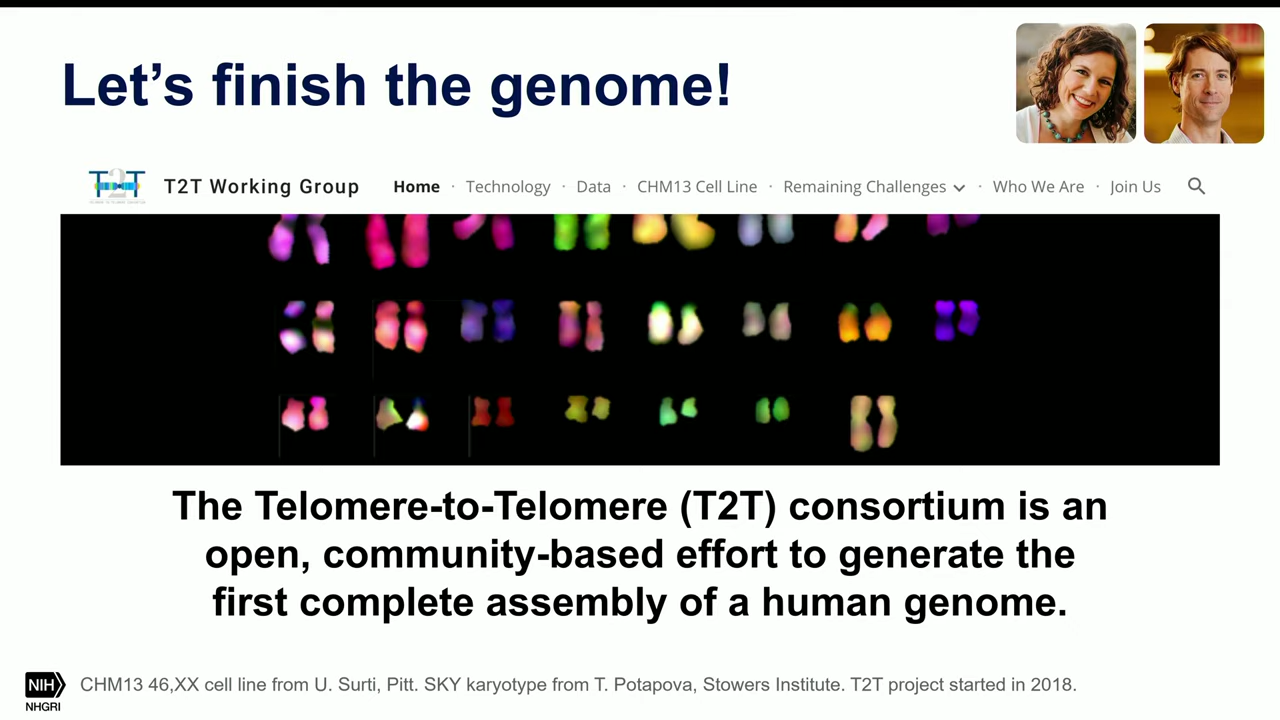 Let's finish the genome!
T2T
T2T Working Group Home · Technology · Data · CHM13 Cell Line · Remaining Challenges · Who We Are · Join Us
The Telomere-to-Telomere (T2T) consortium is an
open, community-based effort to generate the
first complete assembly of a human genome.
NIH
NHGRI
CHM13 46,XX cell line from U. Surti, Pitt. SKY karyotype from T. Potapova, Stowers Institute. T2T project started in 2018.